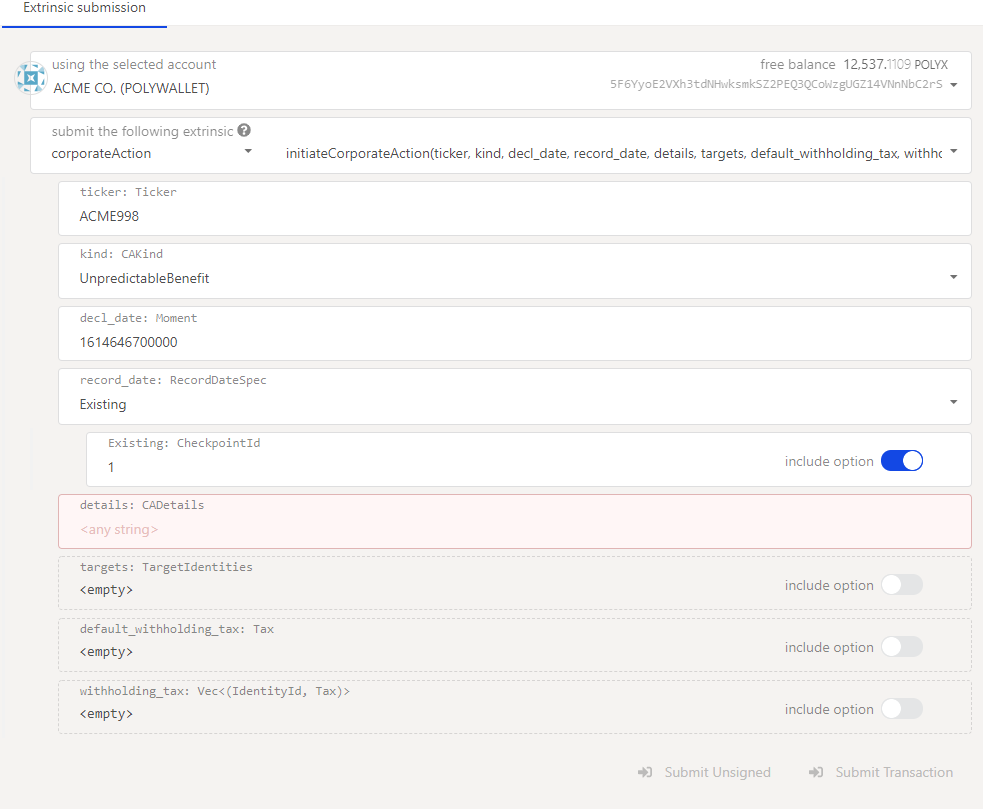 Extrinsic submission
using the selected account
free balance 12,537.1109 POLYX
ACME CO. (POLYWALLET)
5F6YyoE2VXh3tdNHwksmkSZ2PEQ3QCoWzgUGZ14VNnNbC2rS
submit the following extrinsic
corporateAction
initiateCorporateAction(ticker, kind, decl_date, record_date, details, targets, default_withholding_tax, withhc
ticker: Ticker
ACME998
kind: CAKind
UnpredictableBenefit
decl_date: Moment
1614646700000
record_date: RecordDateSpec
Existing
Existing: CheckpointId
1
include option
details: CADetails
<any string>
targets: TargetIdentities
<empty>
include option
default_withholding_tax: Tax
<empty>
include option
withholding_tax: Vec<(IdentityId, Tax)>
<empty>
include option
Submit Unsigned
Submit Transaction